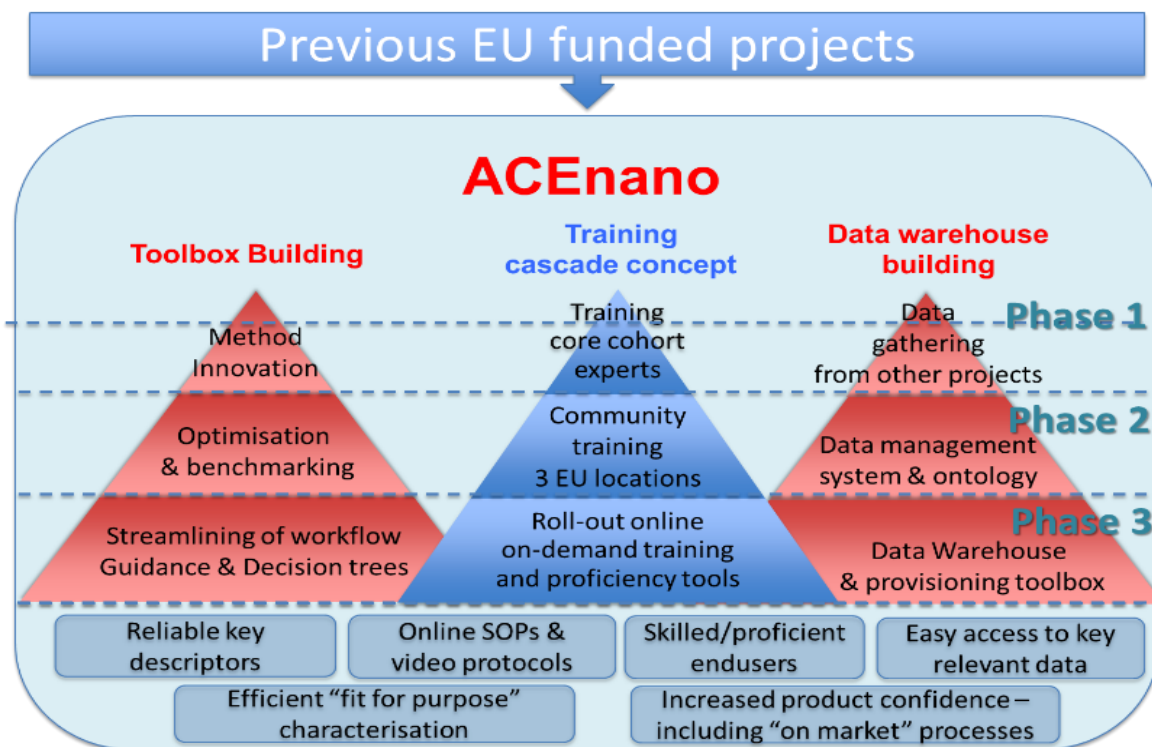 Previous EU funded projects
ACEnano
Toolbox Building
Training
cascade concept
Data warehouse
building
Phase 1
Method
Innovation
Training
core cohort
experts
Data
gathering
from other projects
Phase 2
Optimisation
& benchmarking
Community
training
3 EU locations
Data management
system & ontology
Phase 3
Streamlining of workflow
Guidance & Decision trees
Roll-out online
on-demand training
and proficiency tools
Data Warehouse
& provisioning toolbox
Reliable key
descriptors
Online SOPs &
video protocols
Skilled/proficient
endusers
Easy access to key
relevant data
Efficient “fit for purpose”
characterisation
Increased product confidence –
including “on market” processes